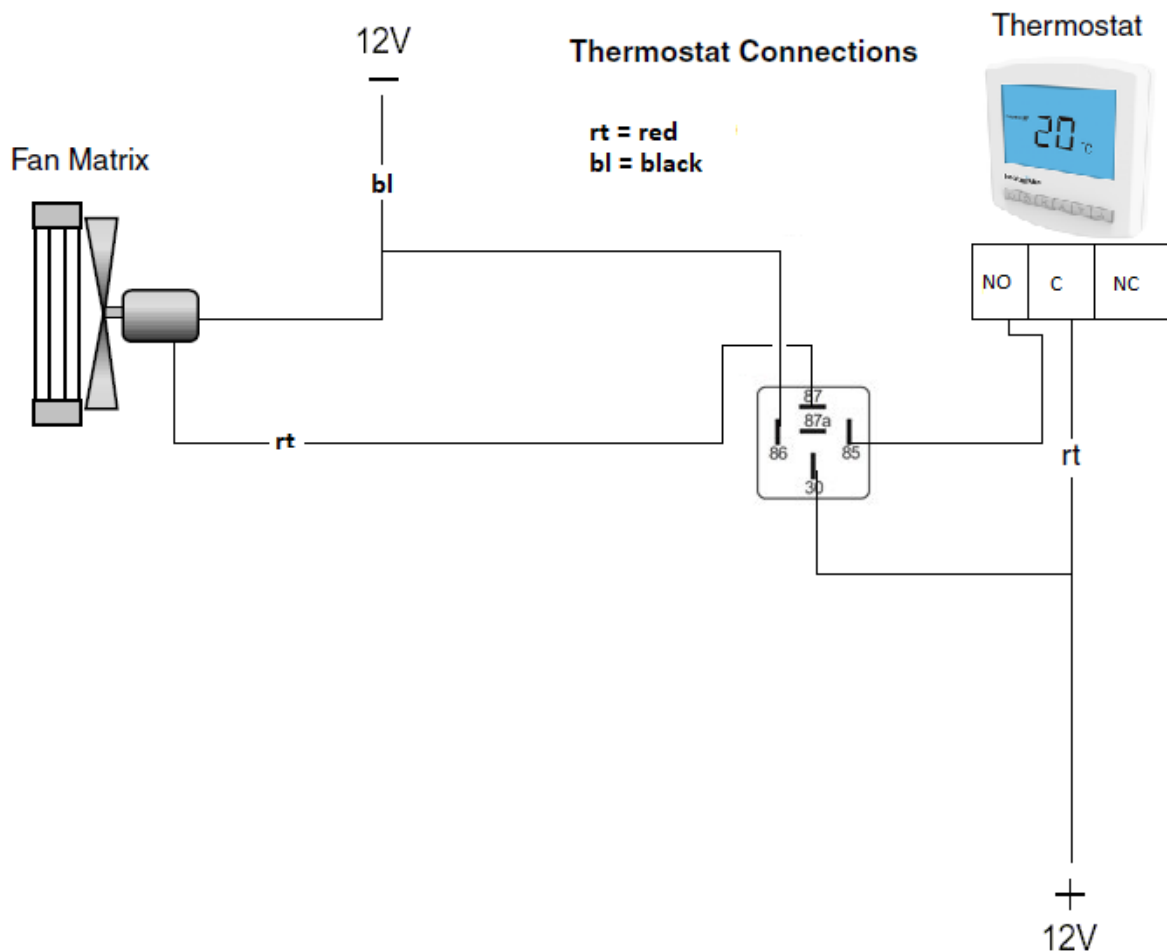 12V
Thermostat Connections
Thermostat
rt = red
bl = black
20 °C
Fan Matrix
bl
NO C NC
87
87a
86 85
30
rt
rt
12V